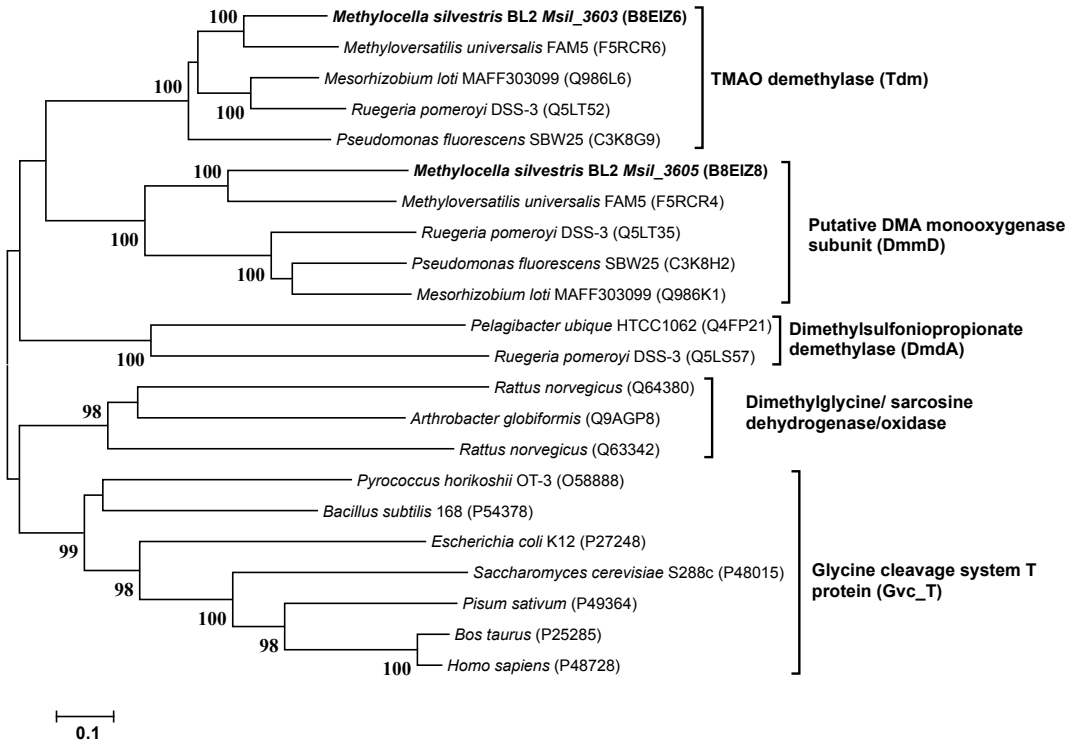 100
Methylocella silvestris BL2 Msil_3603 (B8EIZ6)
Methyloversatilis universalis FAM5 (F5RCR6)
100
Mesorhizobium loti MAFF303099 (Q986L6)
TMAO demethylase (Tdm)
100
Ruegeria pomeroyi DSS-3 (Q5LT52)
Pseudomonas fluorescens SBW25 (C3K8G9)
100
Methylocella silvestris BL2 Msil_3605 (B8EIZ8)
Methyloversatilis universalis FAM5 (F5RCR4)
100
Ruegeria pomeroyi DSS-3 (Q5LT35)
Putative DMA monooxygenase
subunit (DmmD)
Pseudomonas fluorescens SBW25 (C3K8H2)
100
Mesorhizobium loti MAFF303099 (Q986K1)
Pelagibacter ubique HTCC1062 (Q4FP21)
Dimethylsulfoniopropionate
demethylase (DmdA)
100
Ruegeria pomeroyi DSS-3 (Q5LS57)
Rattus norvegicus (Q64380)
98
Arthrobacter globiformis (Q9AGP8)
Dimethylglycine/ sarcosine
dehydrogenase/oxidase
Rattus norvegicus (Q63342)
Pyrococcus horikoshii OT-3 (O58888)
Bacillus subtilis 168 (P54378)
99
Escherichia coli K12 (P27248)
98
Saccharomyces cerevisiae S288c (P48015)
Glycine cleavage system T
protein (Gvc_T)
100
Pisum sativum (P49364)
98
Bos taurus (P25285)
100
Homo sapiens (P48728)
0.1